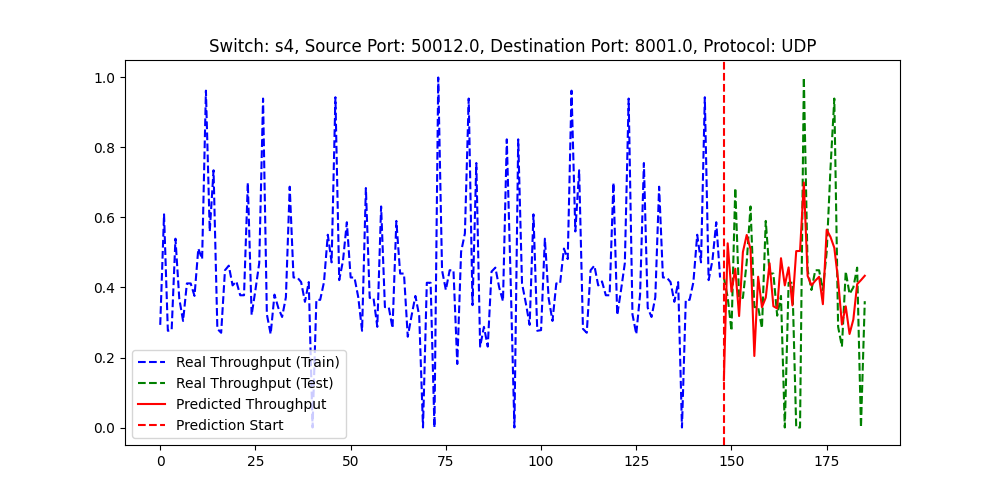 Switch: s4, Source Port: 50012.0, Destination Port: 8001.0, Protocol: UDP
1.0
0.8
0.6
0.4
0.2
0.0
Real Throughput (Train)
Real Throughput (Test)
Predicted Throughput
Prediction Start
0 25 50 75 100 125 150 175